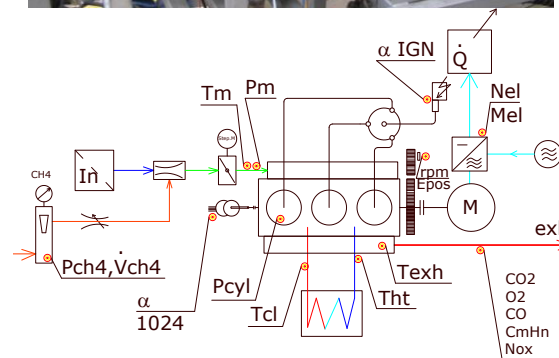 α IGN
Q̇
Tm
Pm
Nel
Mel
Step.M
CH4
In
rpm
Epos
M
Pch4,V̇ch4
α
1024
Pcyl
Tcl
Tht
Texh
CO2
O2
CO
CmHn
Nox